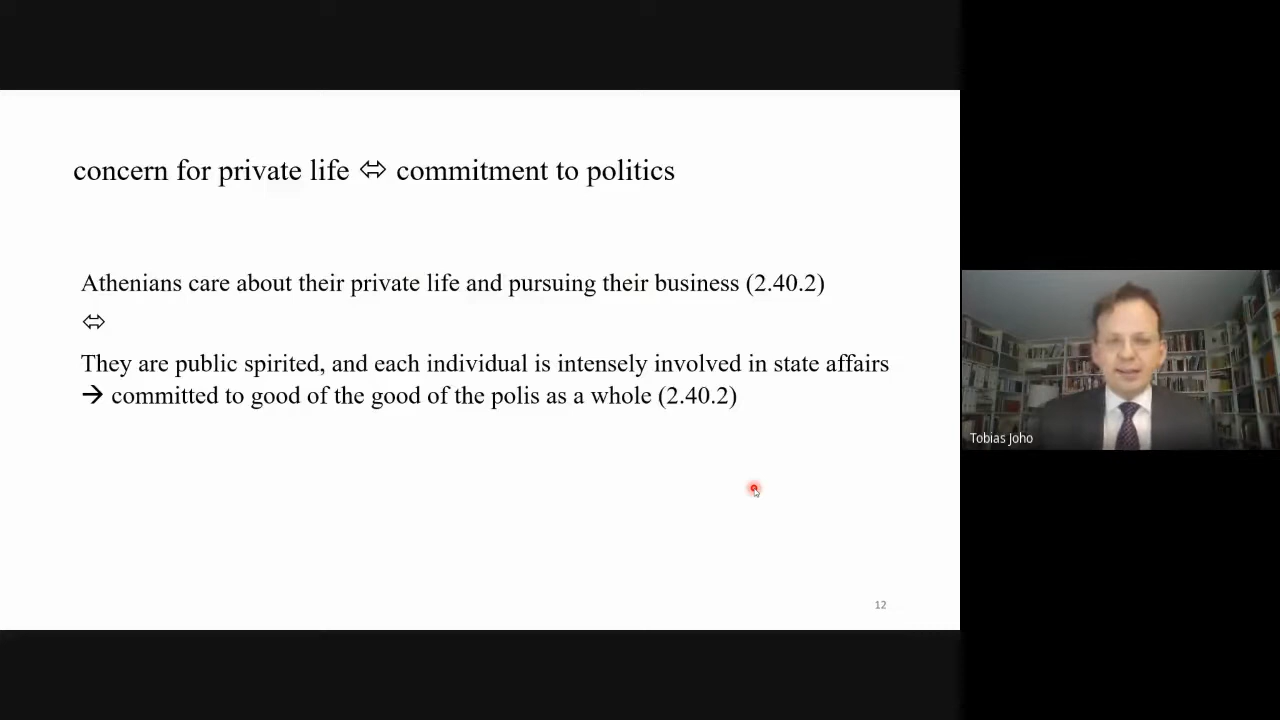 concern for private life ⬄ commitment to politics
Athenians care about their private life and pursuing their business (2.40.2)
⬄
They are public spirited, and each individual is intensely involved in state affairs
→ committed to good of the good of the polis as a whole (2.40.2)
12
Tobias Joho